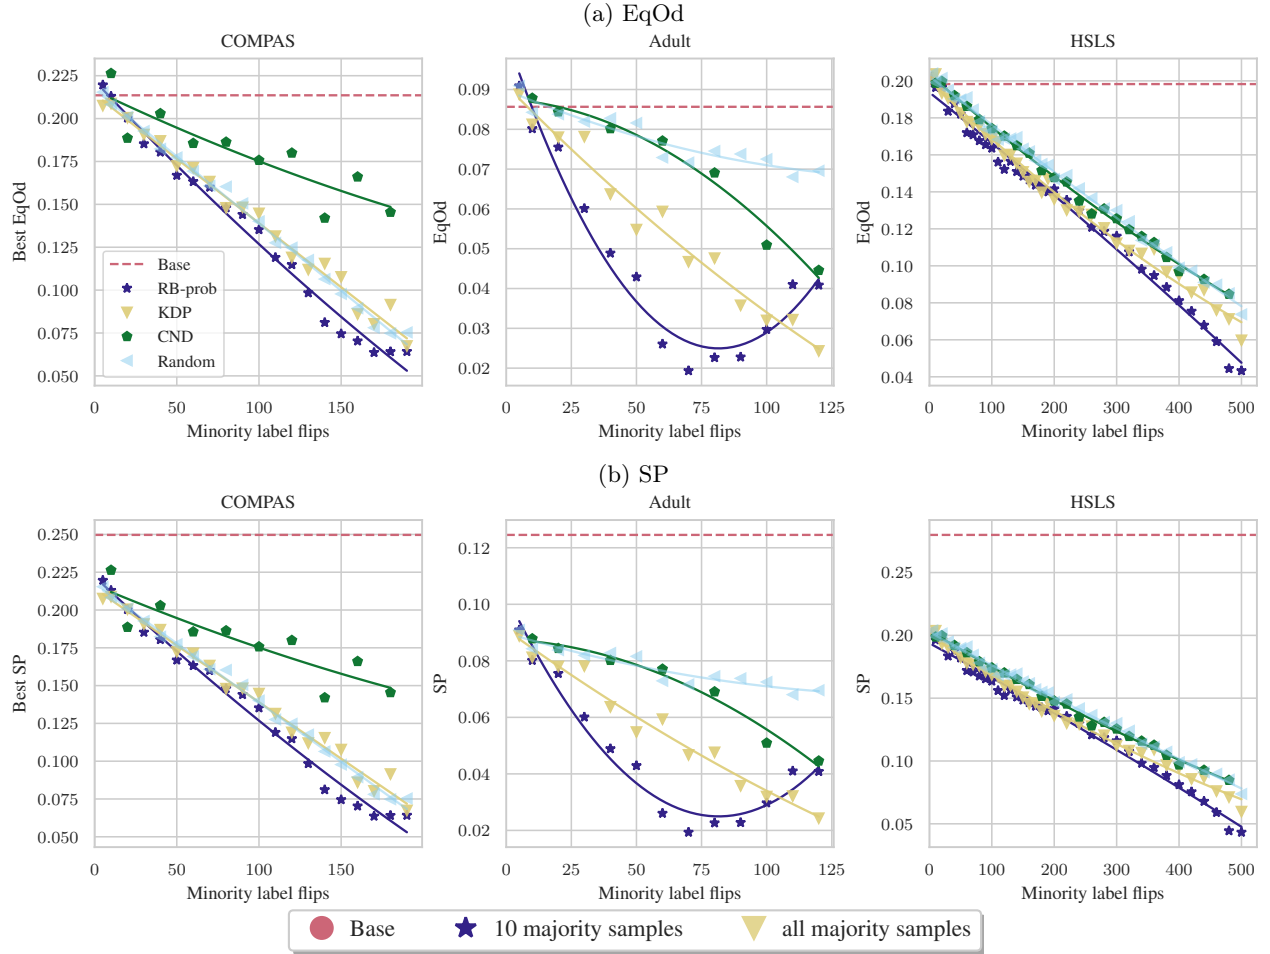 (a) EqOd
COMPAS
Adult
HSLS
0.225
0.200
0.175
0.150
0.125
0.100
0.075
0.050
Best EqOd
Base
RB-prob
KDP
CND
Random
0
50
100
150
Minority label flips
0.09
0.08
0.07
0.06
0.05
0.04
0.03
0.02
EqOd
0
25
50
75
100
125
Minority label flips
0.20
0.18
0.16
0.14
0.12
0.10
0.08
0.06
0.04
EqOd
0
100
200
300
400
500
Minority label flips
(b) SP
COMPAS
Adult
HSLS
0.250
0.225
0.200
0.175
0.150
0.125
0.100
0.075
0.050
Best SP
0
50
100
150
Minority label flips
0.12
0.10
0.08
0.06
0.04
0.02
SP
0
25
50
75
100
125
Minority label flips
0.25
0.20
0.15
0.10
0.05
SP
0
100
200
300
400
500
Minority label flips
Base
10 majority samples
all majority samples